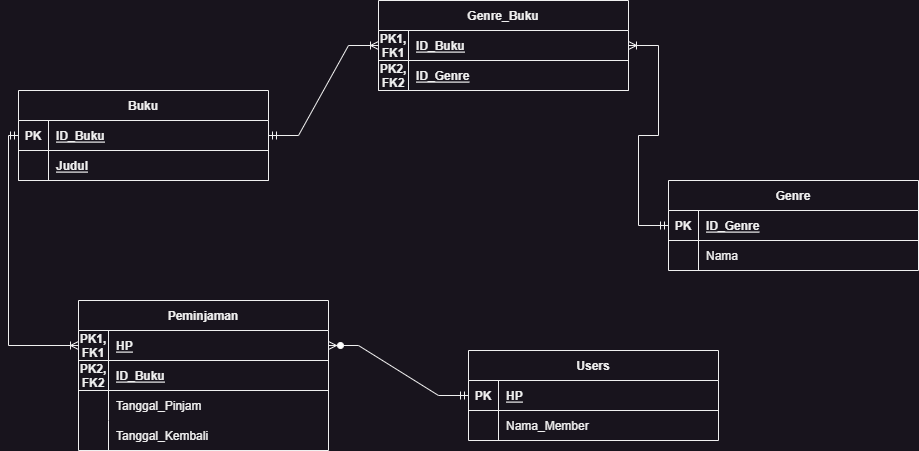 Genre_Buku
PK1, FK1 ID_Buku
PK2, FK2 ID_Genre
Buku
PK ID_Buku
Judul
Genre
PK ID_Genre
Nama
Peminjaman
PK1, FK1 HP
PK2, FK2 ID_Buku
Tanggal_Pinjam
Tanggal_Kembali
Users
PK HP
Nama_Member